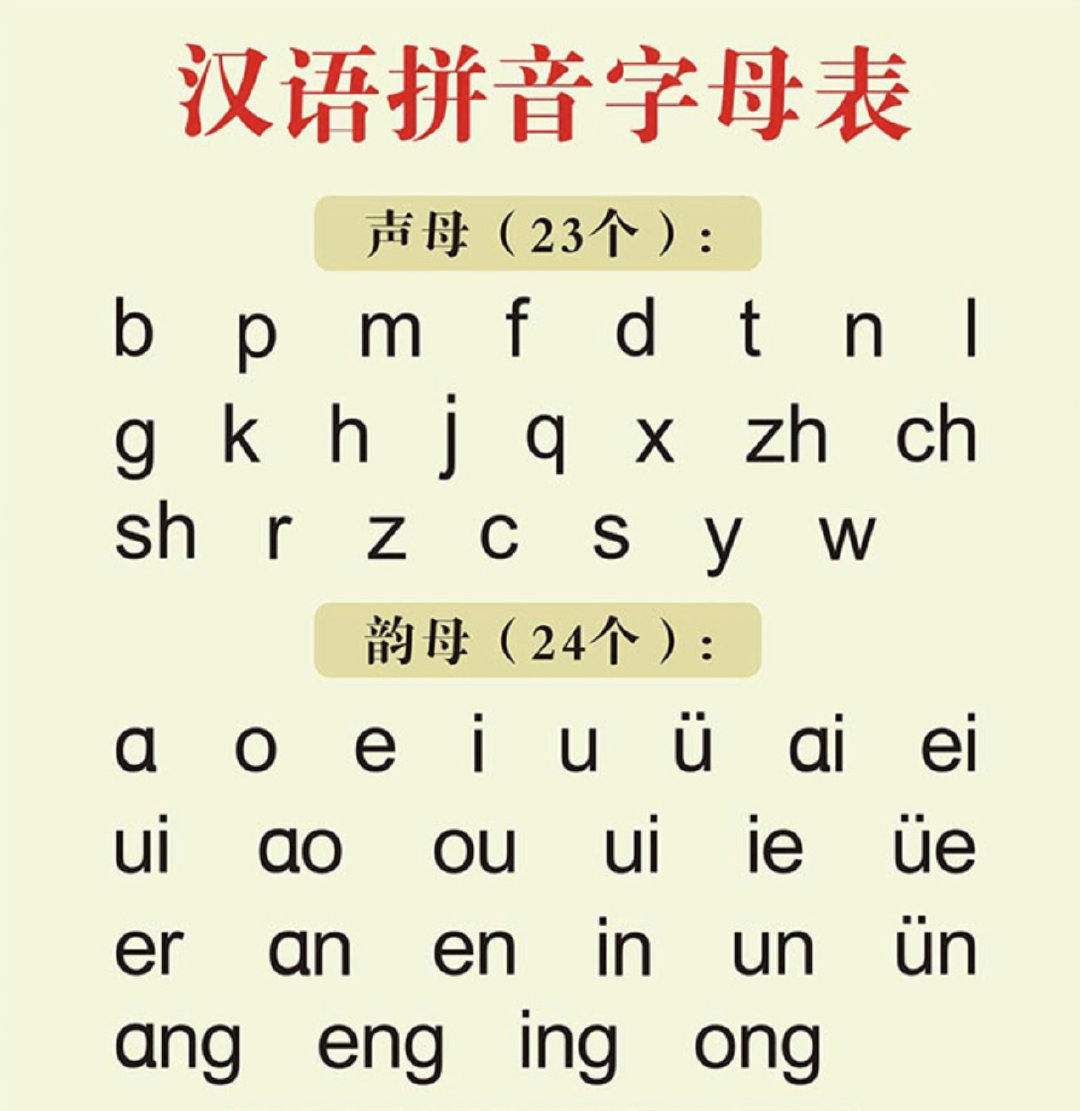 汉语拼音字母表
声母（23个）：
b p m f d t n l
g k h j q x zh ch
sh r z c s y w
韵母（24个）：
ɑ o e i u ü ɑi ei
ui ɑo ou ui ie üe
er ɑn en in un ün
ɑng eng ing ong